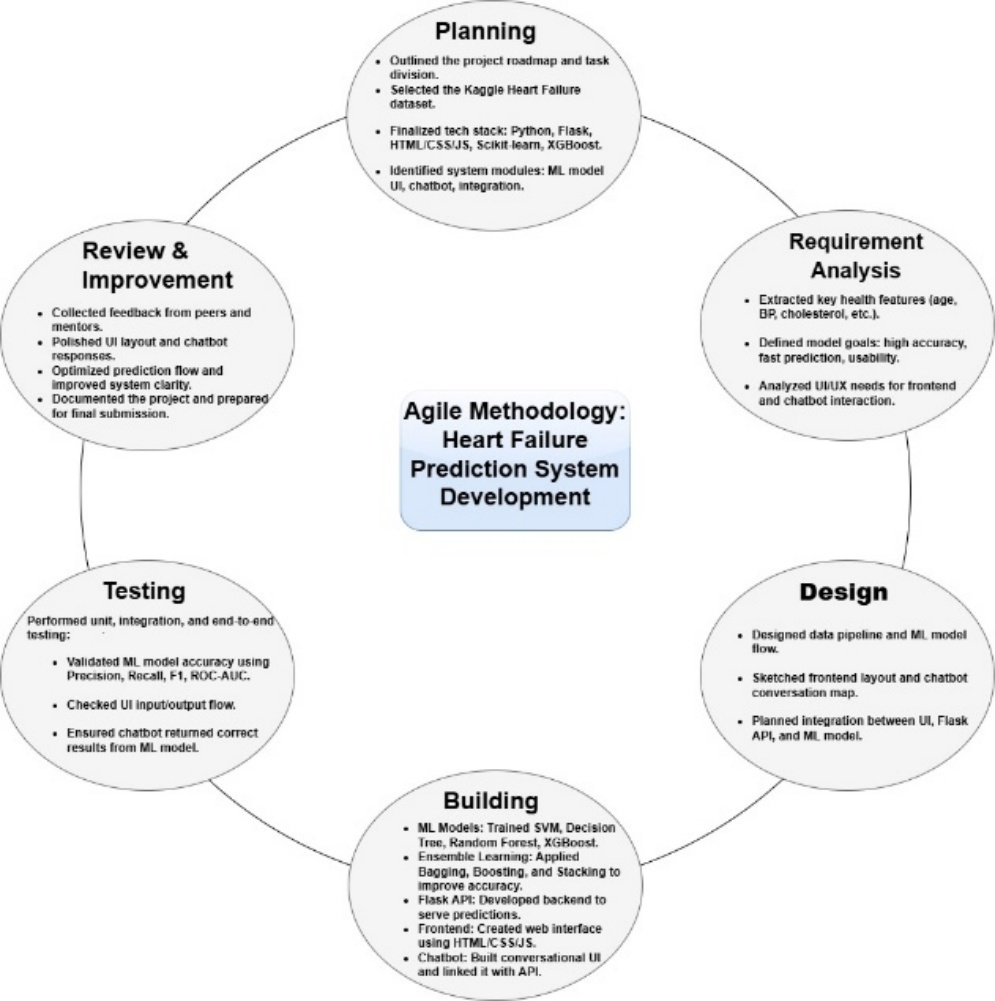 Planning
• Outlined the project roadmap and task
division.
• Selected the Kaggle Heart Failure
dataset.
• Finalized tech stack: Python, Flask,
HTML/CSS/JS, Scikit-learn, XGBoost.
• Identified system modules: ML model
UI, chatbot, integration.
Requirement
Analysis
• Extracted key health features (age,
BP, cholesterol, etc.).
• Defined model goals: high accuracy,
fast prediction, usability.
• Analyzed UI/UX needs for frontend
and chatbot interaction.
Design
• Designed data pipeline and ML model
flow.
• Sketched frontend layout and chatbot
conversation map.
• Planned integration between UI, Flask
API, and ML model.
Building
• ML Models: Trained SVM, Decision
Tree, Random Forest, XGBoost.
• Ensemble Learning: Applied
Bagging, Boosting, and Stacking to
improve accuracy.
• Flask API: Developed backend to
serve predictions.
• Frontend: Created web interface
using HTML/CSS/JS.
• Chatbot: Built conversational UI
and linked it with API.
Testing
Performed unit, integration, and end-to-end
testing:
• Validated ML model accuracy using
Precision, Recall, F1, ROC-AUC.
• Checked UI input/output flow.
• Ensured chatbot returned correct
results from ML model.
Review &
Improvement
• Collected feedback from peers and
mentors.
• Polished UI layout and chatbot
responses.
• Optimized prediction flow and
improved system clarity.
• Documented the project and prepared
for final submission.
Agile Methodology:
Heart Failure
Prediction System
Development